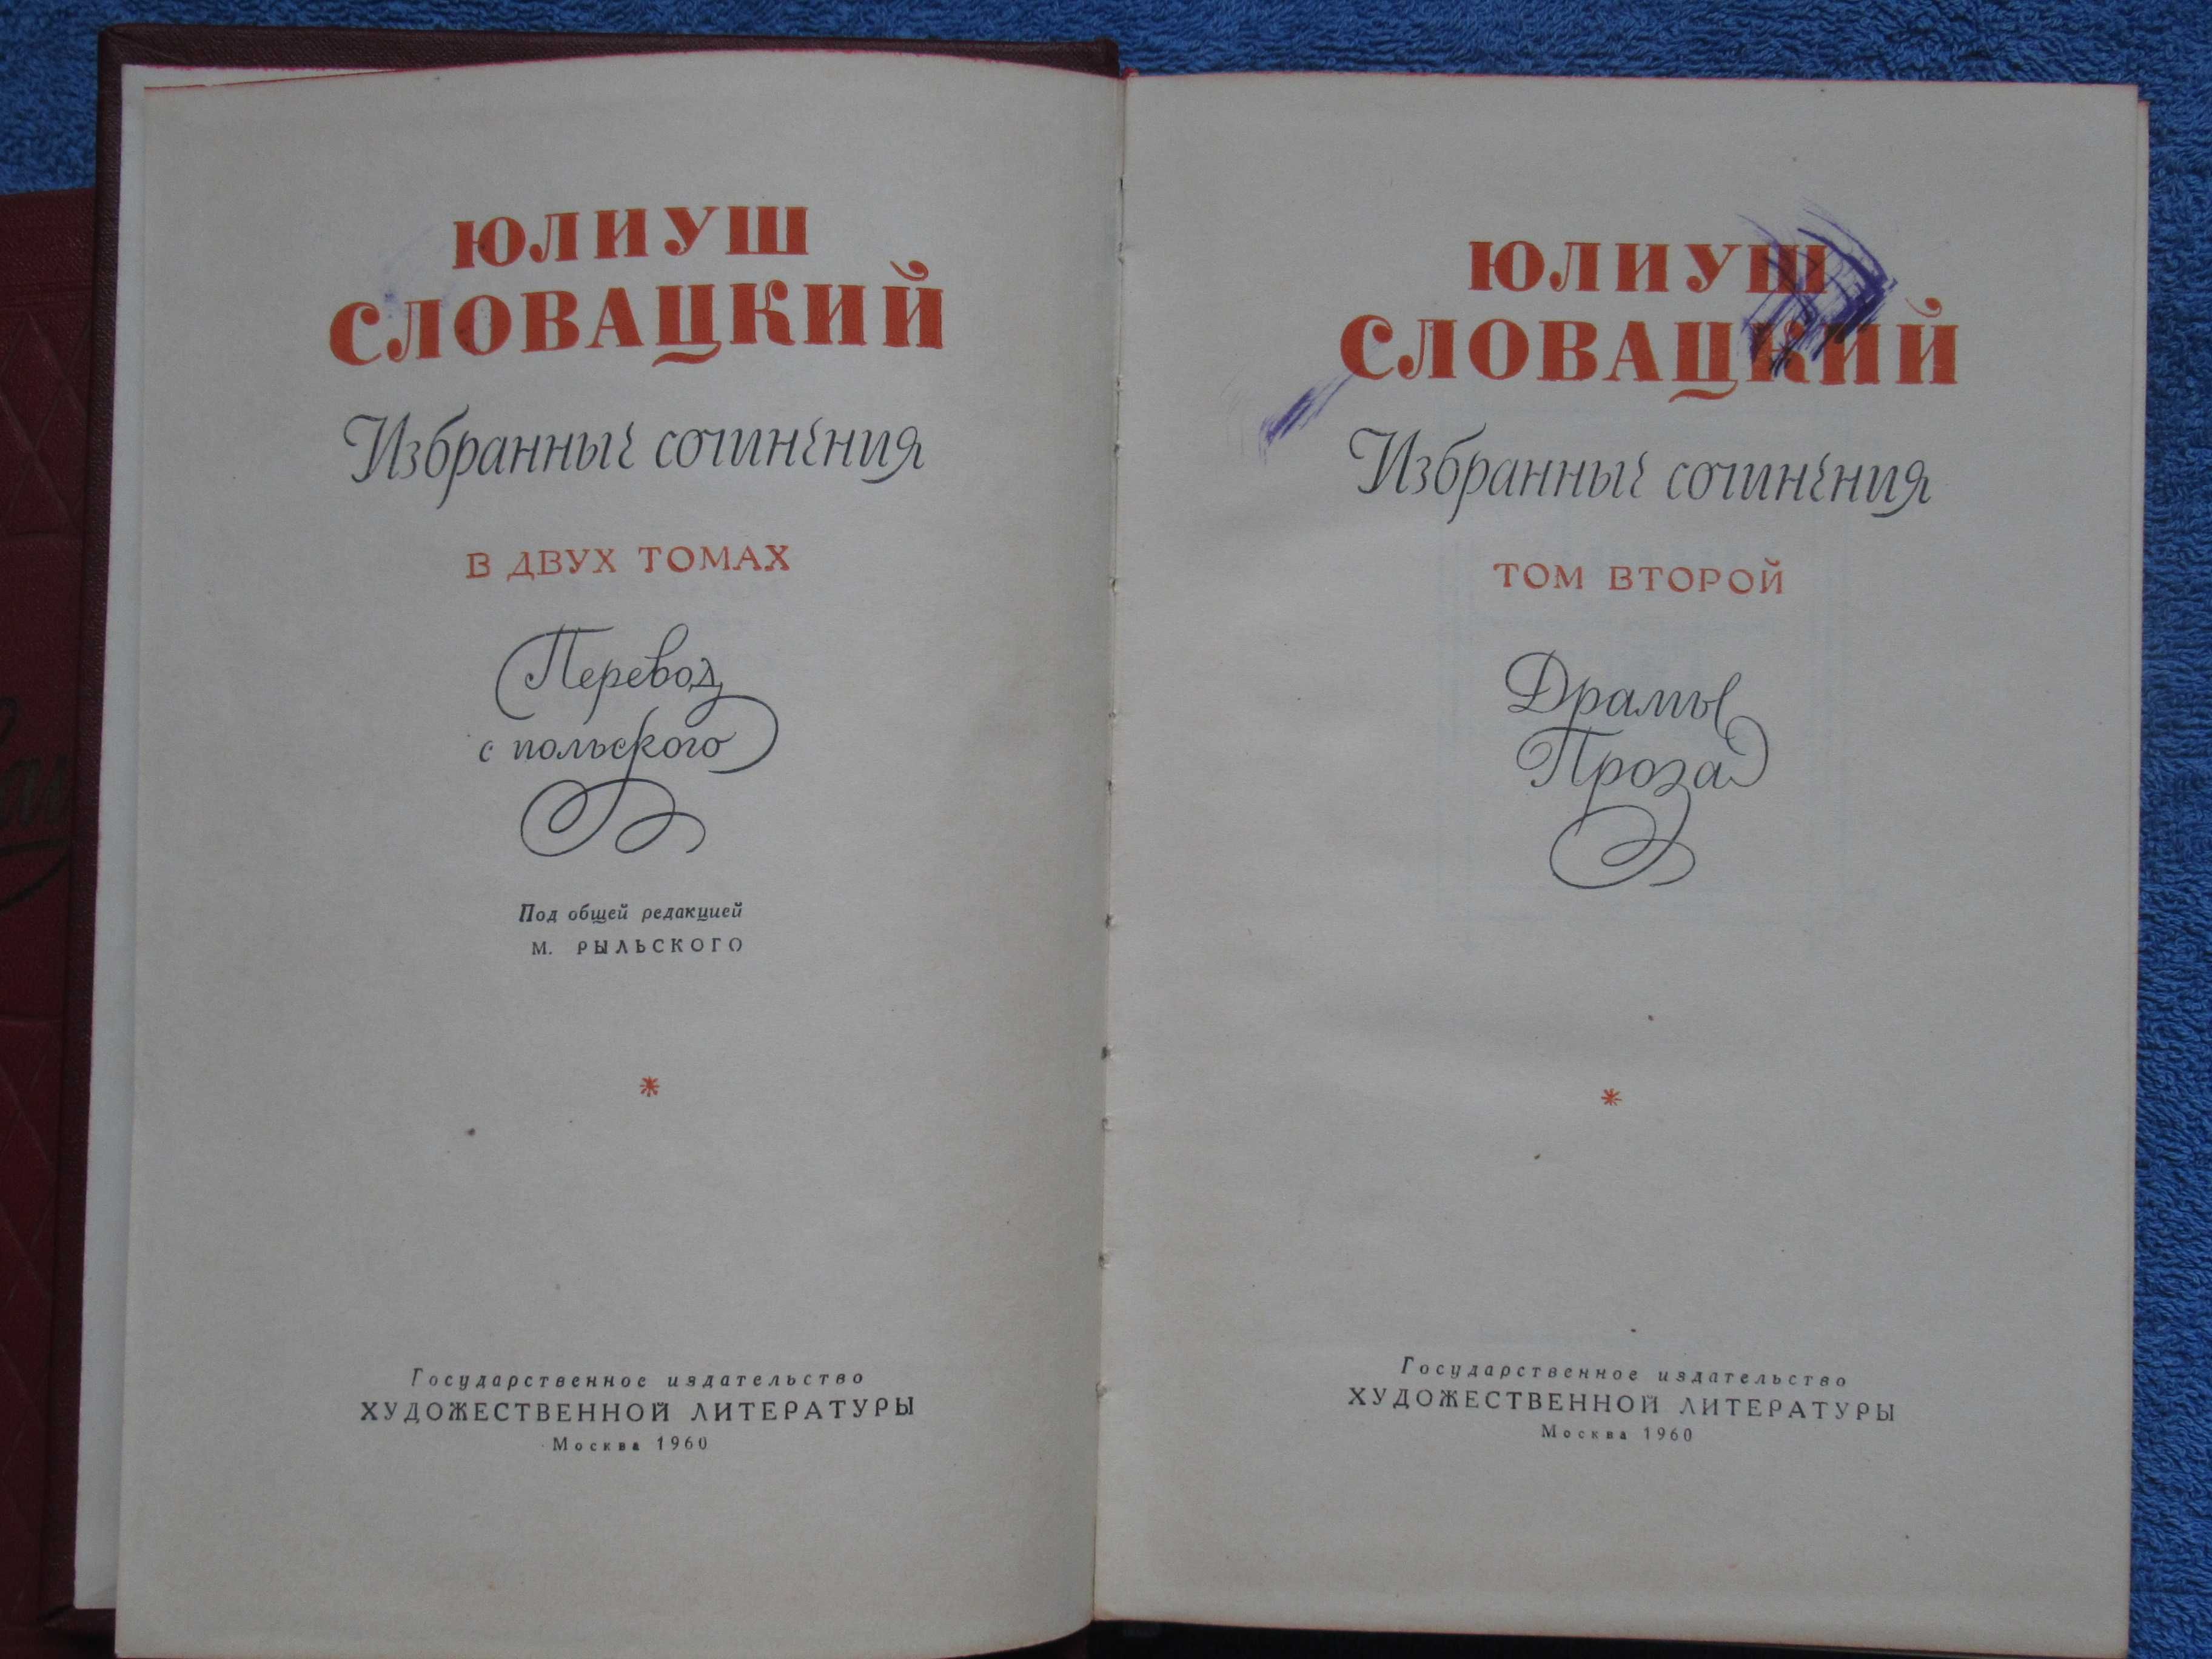 ЮЛИУШ
СЛОВАЦКИЙ
Избранные сочинения
В ДВУХ ТОМАХ
Перевод
с польского
Под общей редакцией
М. РЫЛЬСКОГО
*
Государственное издательство
ХУДОЖЕСТВЕННОЙ ЛИТЕРАТУРЫ
Москва 1960
ЮЛИУШ
СЛОВАЦКИЙ
Избранные сочинения
ТОМ ВТОРОЙ
Драмы
Проза
*
Государственное издательство
ХУДОЖЕСТВЕННОЙ ЛИТЕРАТУРЫ
Москва 1960